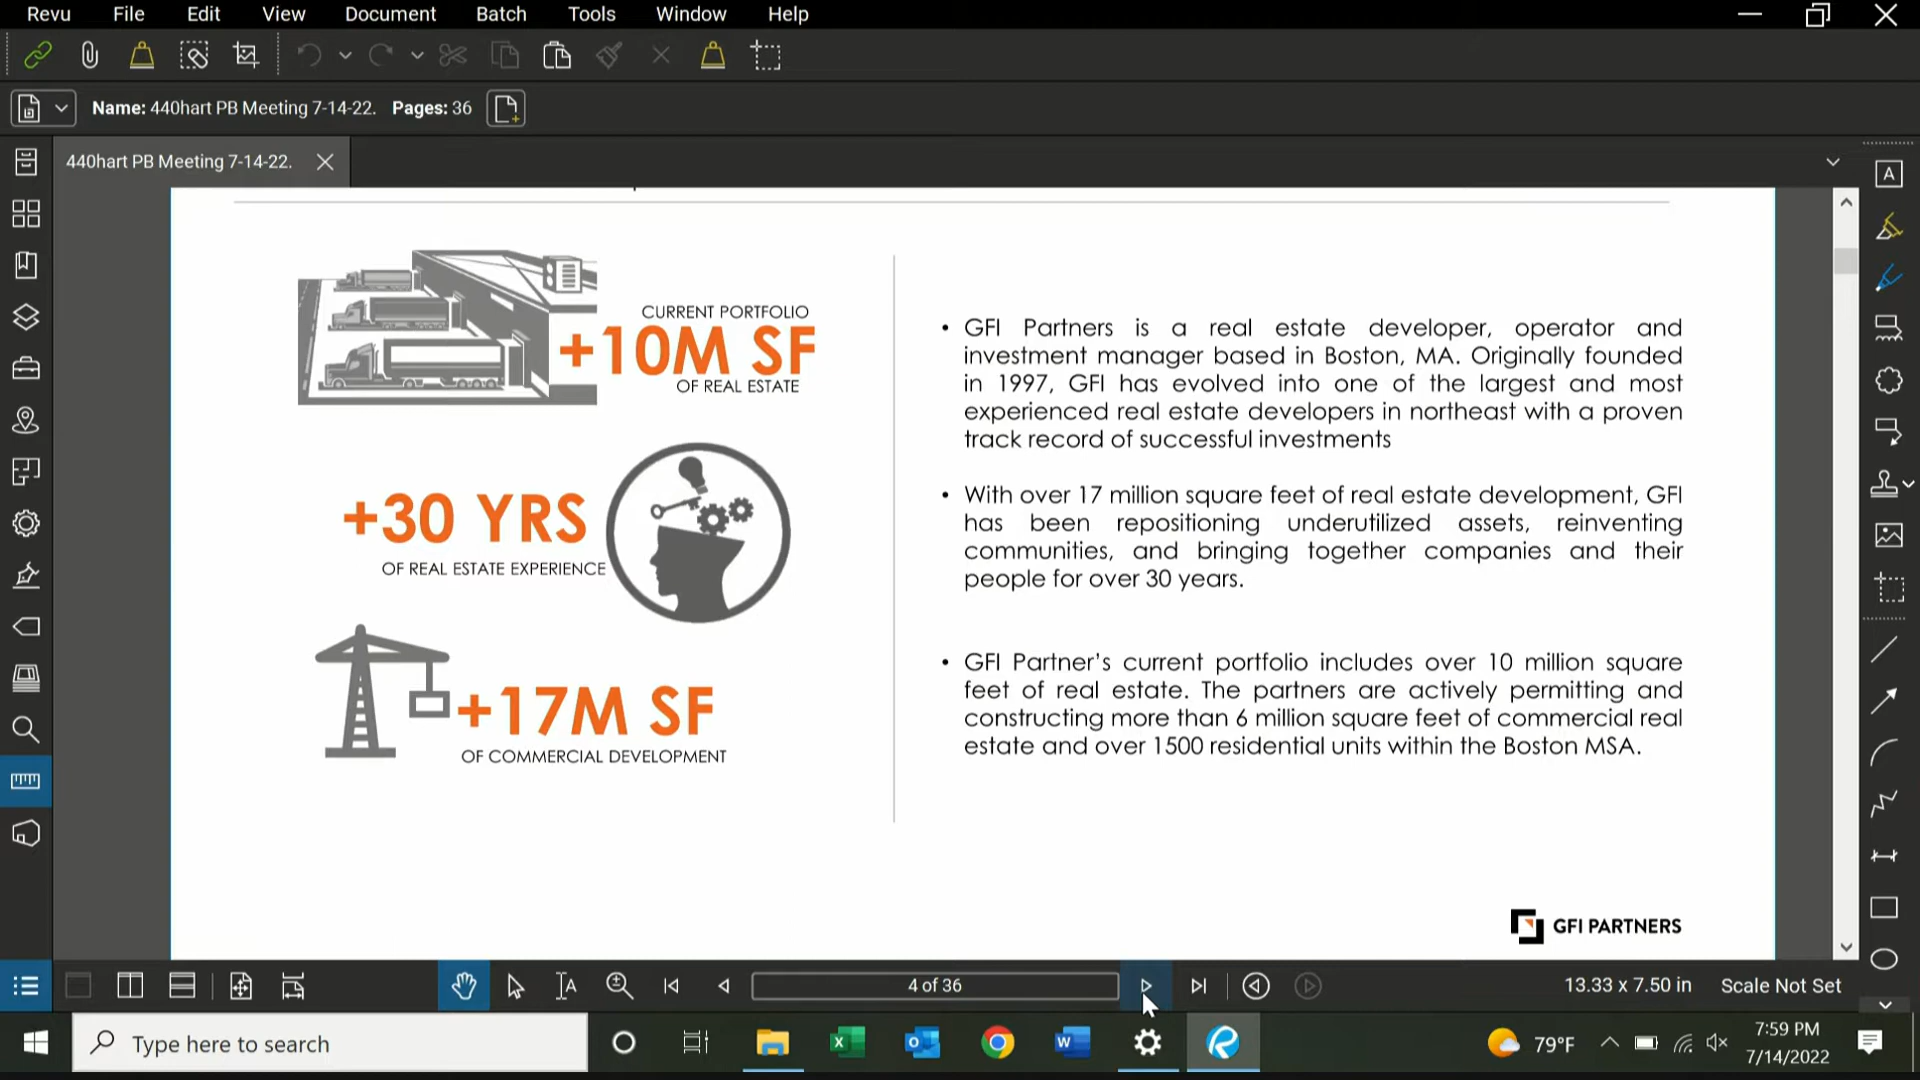 Revu File Edit View Document Batch Tools Window Help
Name: 440hart PB Meeting 7-14-22. Pages: 36
440hart PB Meeting 7-14-22.
CURRENT PORTFOLIO
+10M SF
OF REAL ESTATE
+30 YRS
OF REAL ESTATE EXPERIENCE
+17M SF
OF COMMERCIAL DEVELOPMENT
• GFI Partners is a real estate developer, operator and
investment manager based in Boston, MA. Originally founded
in 1997, GFI has evolved into one of the largest and most
experienced real estate developers in northeast with a proven
track record of successful investments
• With over 17 million square feet of real estate development, GFI
has been repositioning underutilized assets, reinventing
communities, and bringing together companies and their
people for over 30 years.
• GFI Partner's current portfolio includes over 10 million square
feet of real estate. The partners are actively permitting and
constructing more than 6 million square feet of commercial real
estate and over 1500 residential units within the Boston MSA.
GFI PARTNERS
4 of 36
13.33 x 7.50 in Scale Not Set
Type here to search
79°F
7:59 PM
7/14/2022